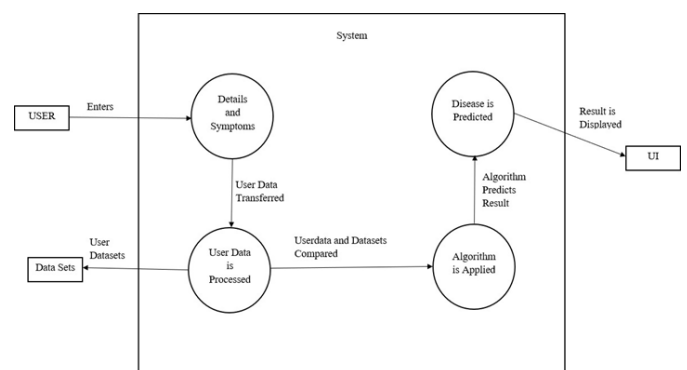 System
USER
Enters
Details
and
Symptoms
Disease is
Predicted
Result is
Displayed
UI
User Data
Transferred
Algorithm
Predicts
Result
User
Datasets
Data Sets
User Data
is
Processed
Userdata and Datasets
Compared
Algorithm
is Applied